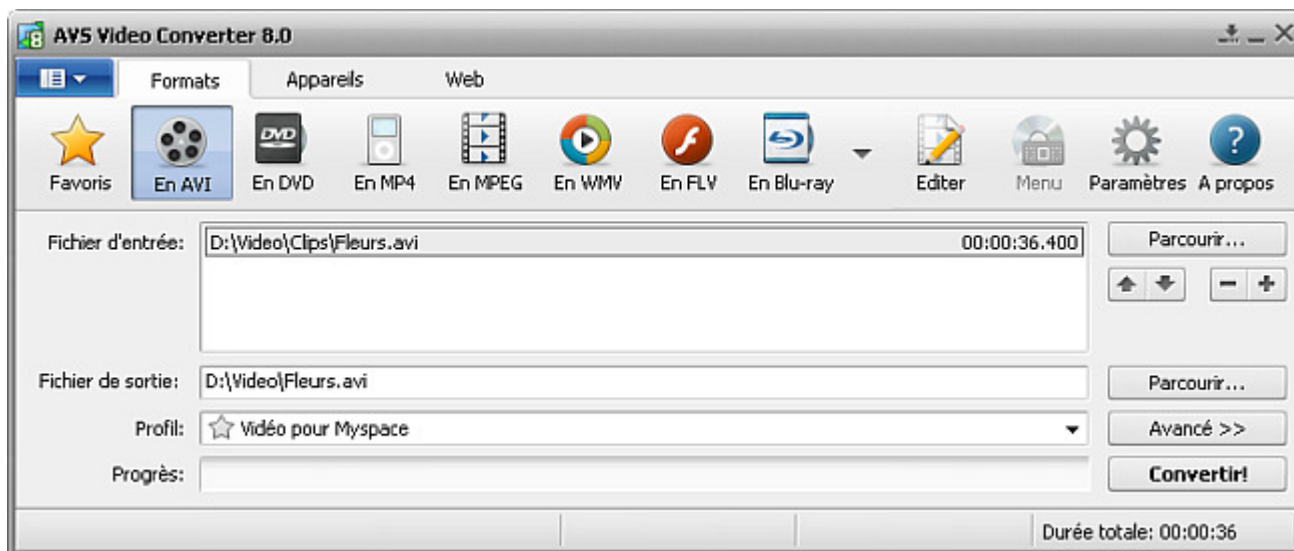 AVS Video Converter 8.0
Formats Appareils Web
Favoris En AVI En DVD En MP4 En MPEG En WMV En FLV En Blu-ray Editer Menu Paramètres A propos
Fichier d'entrée: D:\Video\Clips\Fleurs.avi 00:00:36.400 Parcourir...
Fichier de sortie: D:\Video\Fleurs.avi Parcourir...
Profil: Vidéo pour Myspace Avancé >>
Progrès: Convertir!
Durée totale: 00:00:36